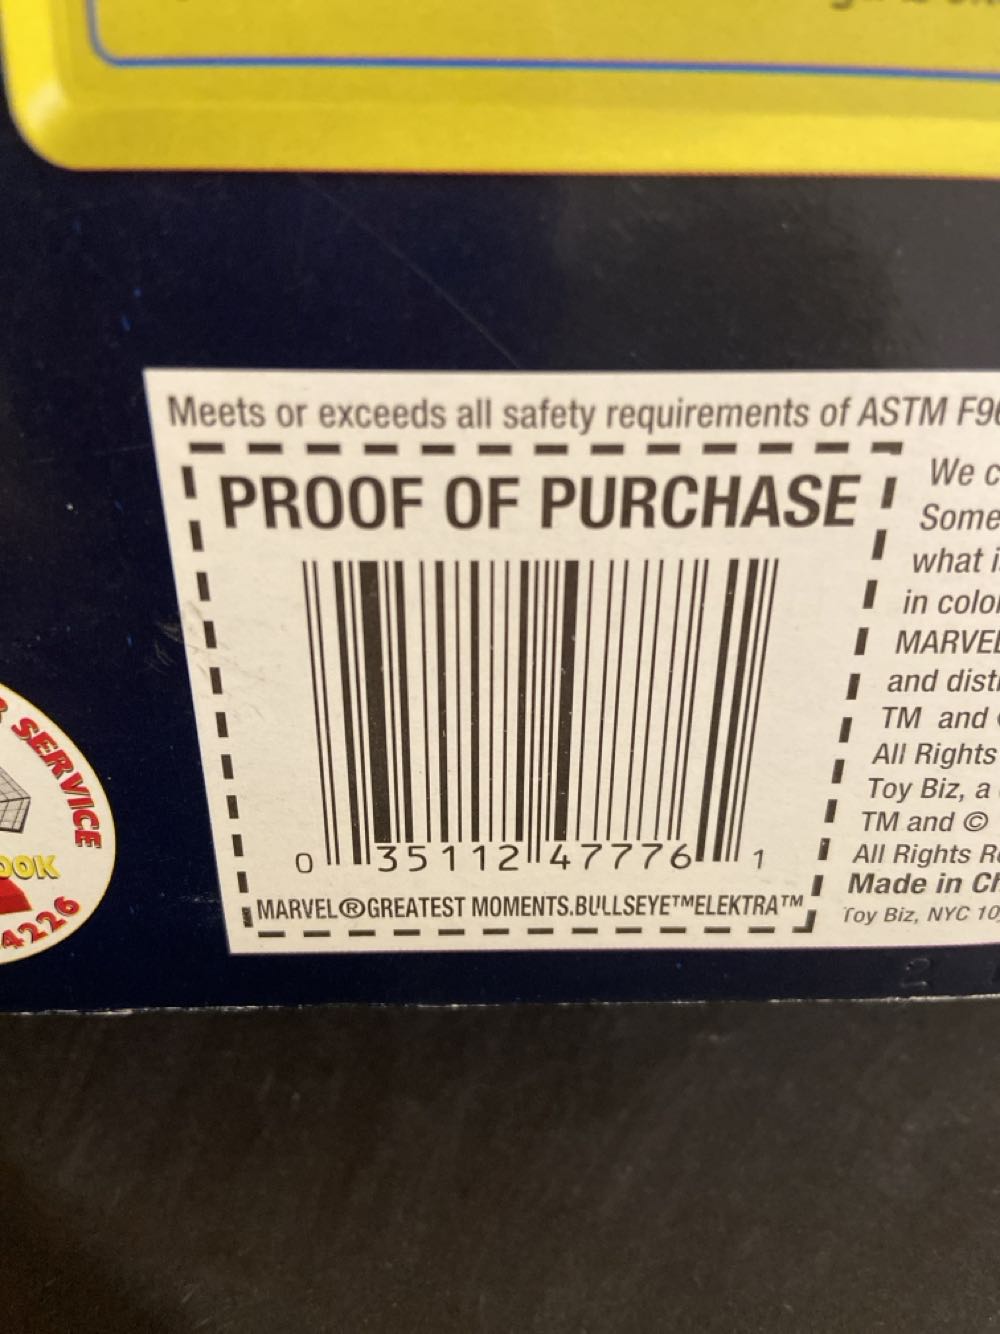 Meets or exceeds all safety requirements of ASTM
PROOF OF PURCHASE
0 35112 47776 1
MARVEL®GREATEST MOMENTS.BULLSEYE™ELEKTRA™
We
Some
what
in
MARVEL
and
TM and
All Rights
Toy Biz, a
TM and ©
All Rights
Made in
Toy Biz, NYC
SERVICE
4226